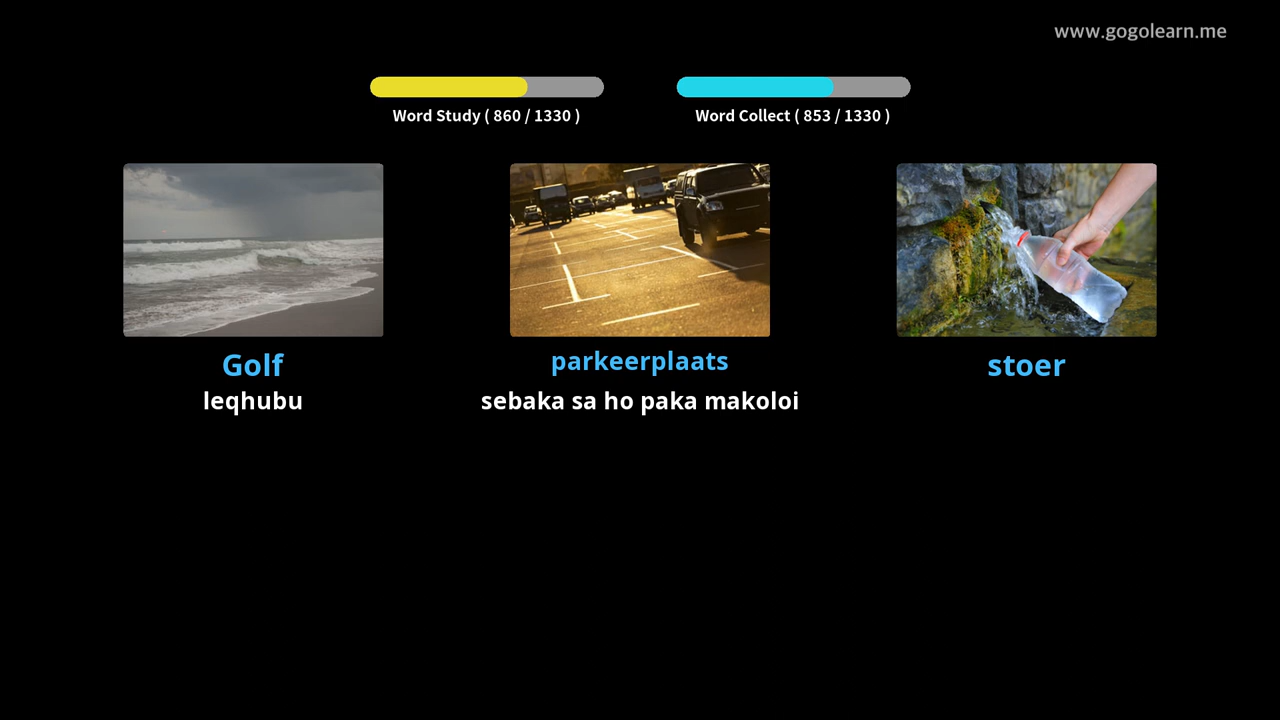 www.gogolearn.me
Word Study ( 860 / 1330 )
Word Collect ( 853 / 1330 )
Golf
leqhubu
parkeerplaats
sebaka sa ho paka makoloi
stoer